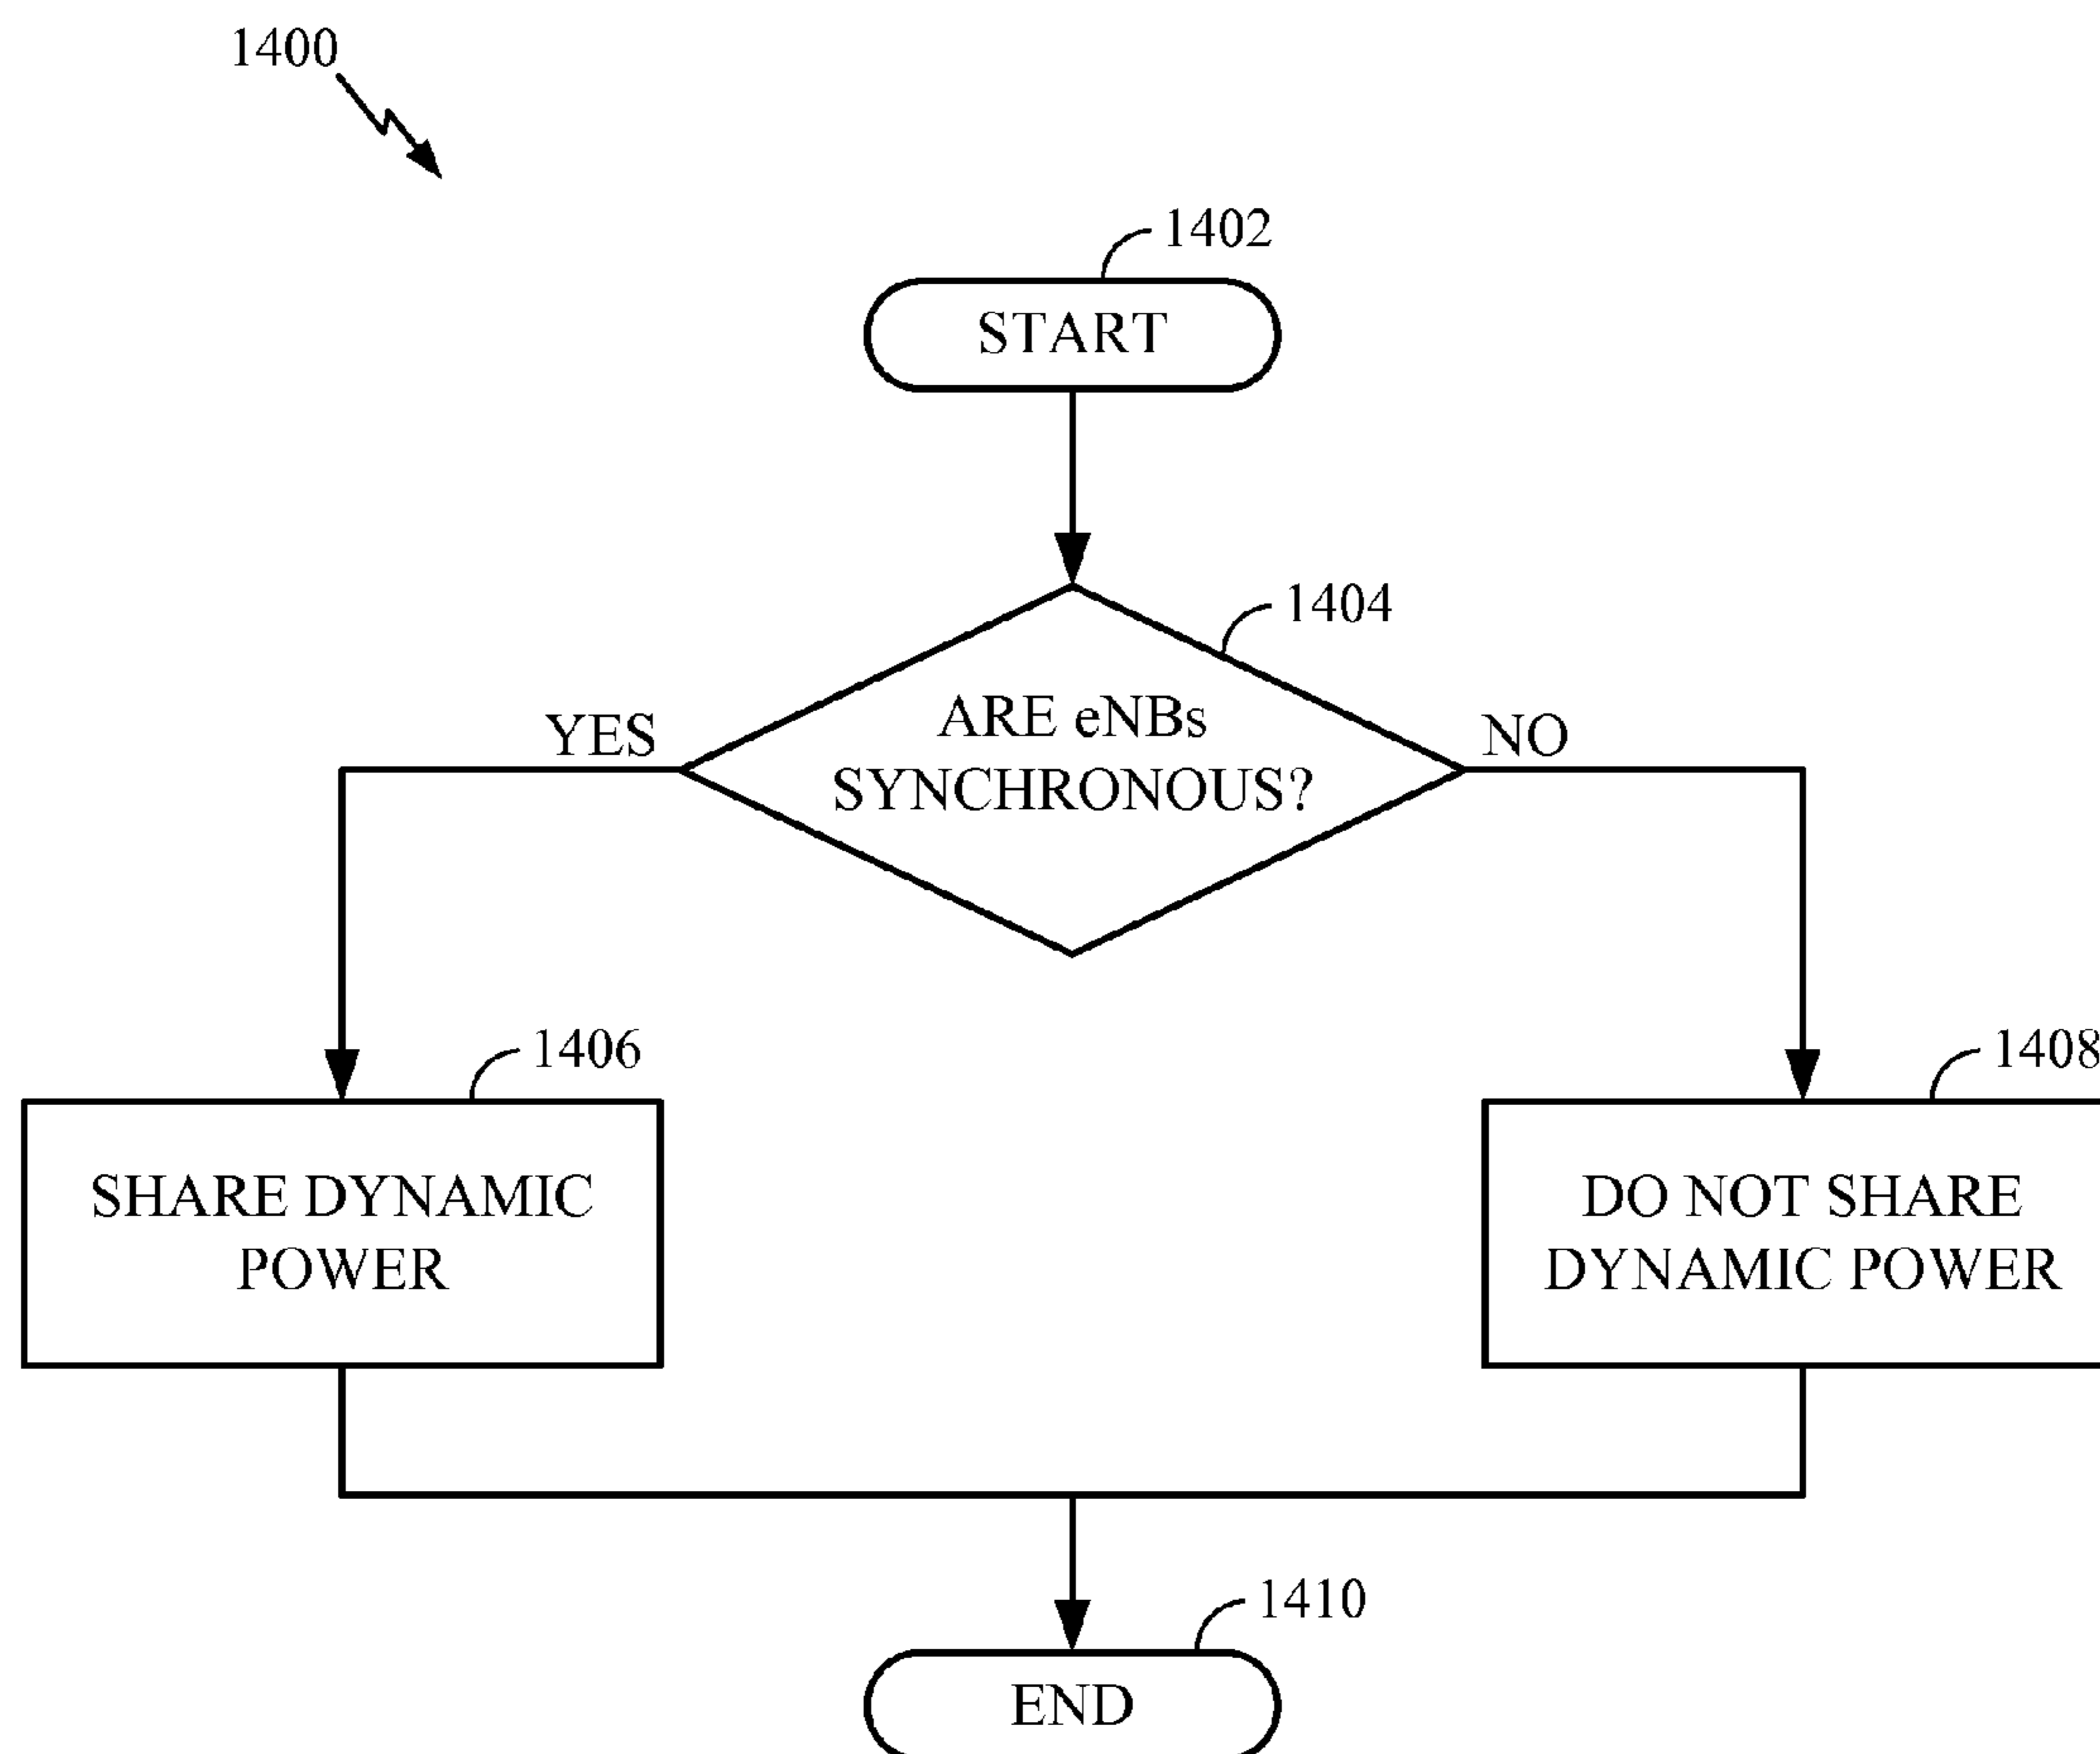 1400
1402
START
1404
ARE eNBs
SYNCHRONOUS?
YES
NO
1406
1408
SHARE DYNAMIC
POWER
DO NOT SHARE
DYNAMIC POWER
1410
END